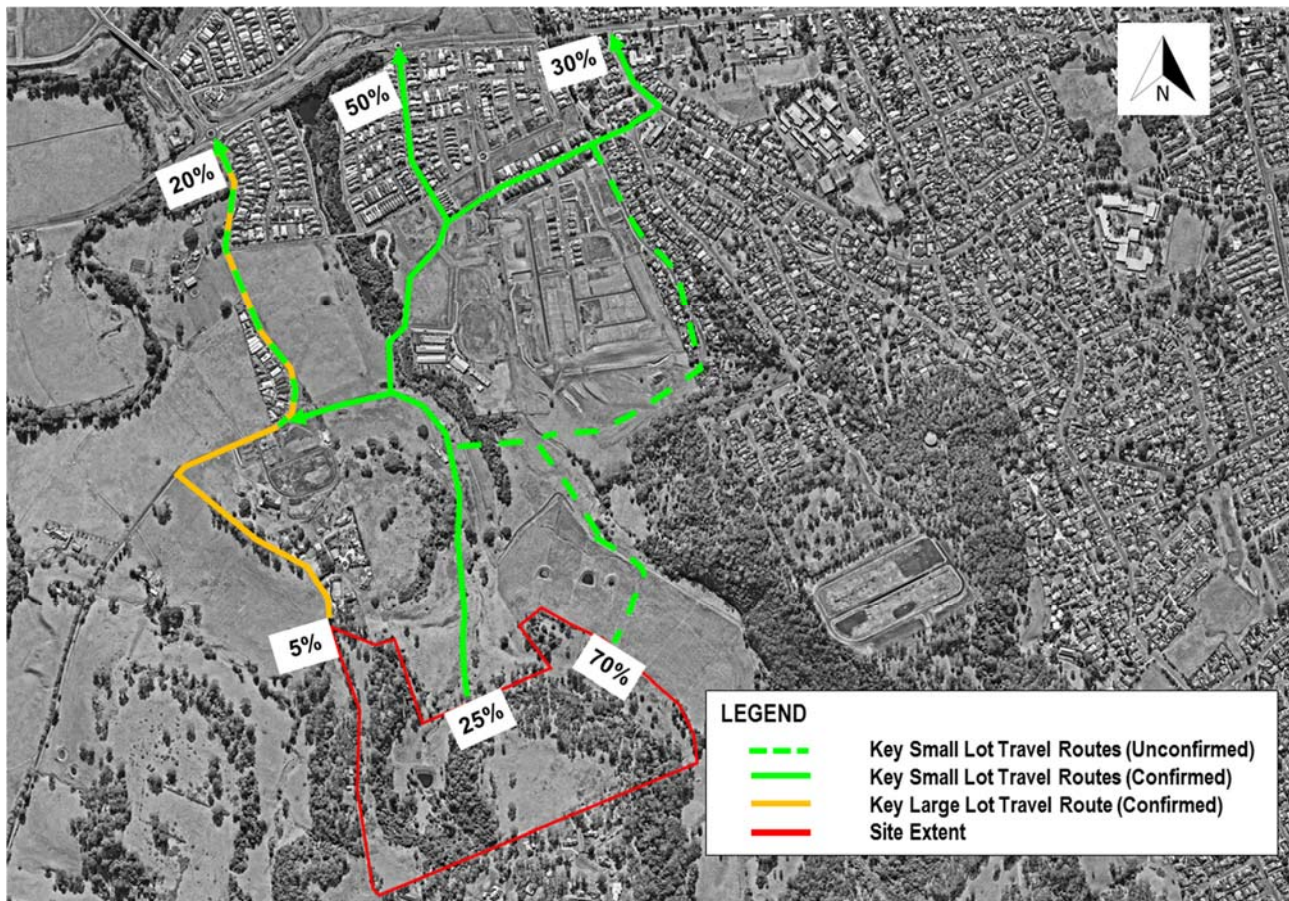 30%
50%
N
20%
5%
70%
25%
LEGEND
Key Small Lot Travel Routes (Unconfirmed)
Key Small Lot Travel Routes (Confirmed)
Key Large Lot Travel Route (Confirmed)
Site Extent